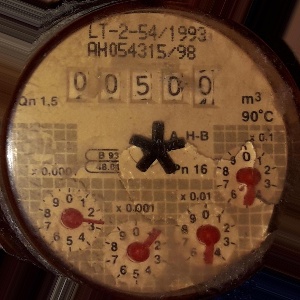 LT-2-54/1993
AH054315/98
00500
Qn 1,5 m³
90°C
A H-B x 0.1
x 0.0001 Pn 16
x 0.001 x 0.01